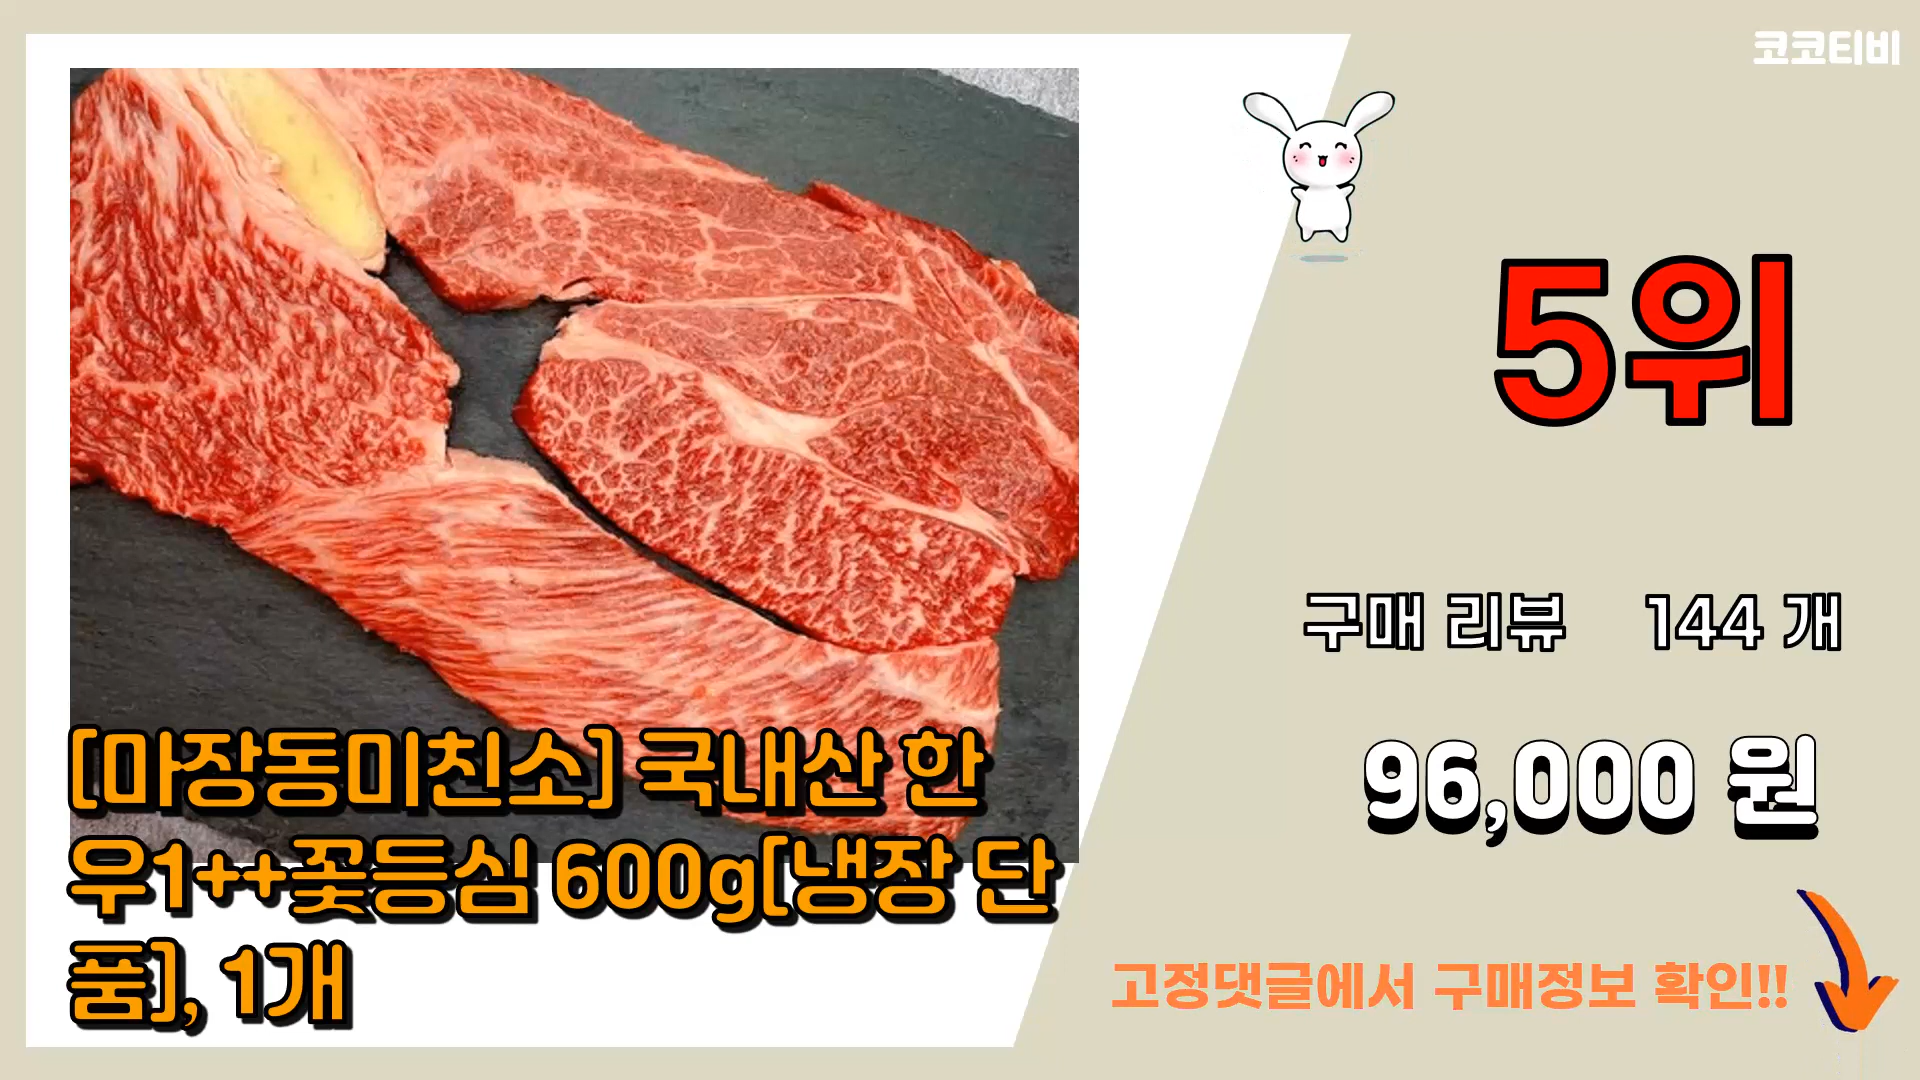 코코티비
5위
구매 리뷰 144 개
96,000 원
[마장동미친소] 국내산 한
우1++꽃등심 600g[냉장 단
품], 1개
고정댓글에서 구매정보 확인!!